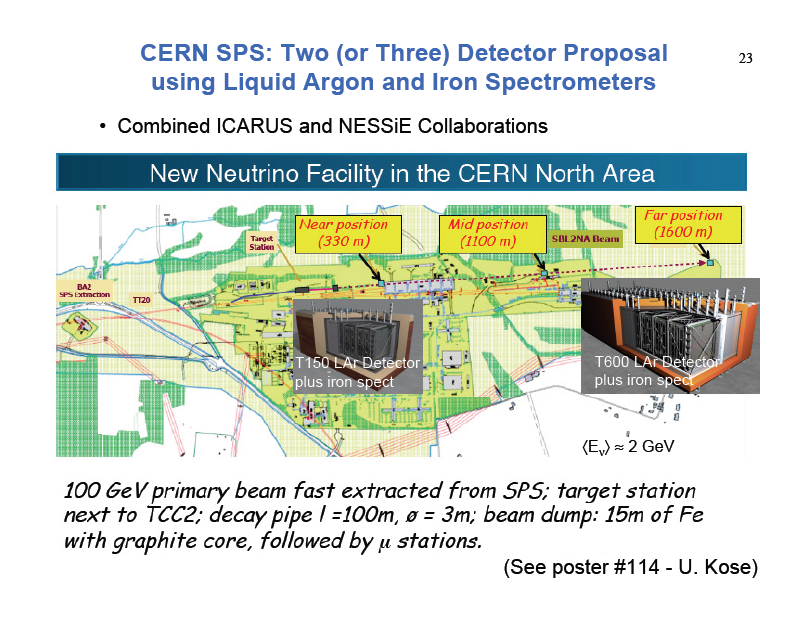 CERN SPS: Two (or Three) Detector Proposal
23
using Liquid Argon and Iron Spectrometers
• Combined ICARUS and NESSiE Collaborations
New Neutrino Facility in the CERN North Area
Near position
(330 m)
Mid position
(1100 m)
Far position
(1600 m)
Target
Station
SBL2NA Beam
BA2
SPS Extraction
TT20
T150 LAr Detector
plus iron spect
T600 LAr Detector
plus iron spect
⟨Eν⟩ ≈ 2 GeV
100 GeV primary beam fast extracted from SPS; target station
next to TCC2; decay pipe l =100m, ø = 3m; beam dump: 15m of Fe
with graphite core, followed by μ stations.
(See poster #114 - U. Kose)